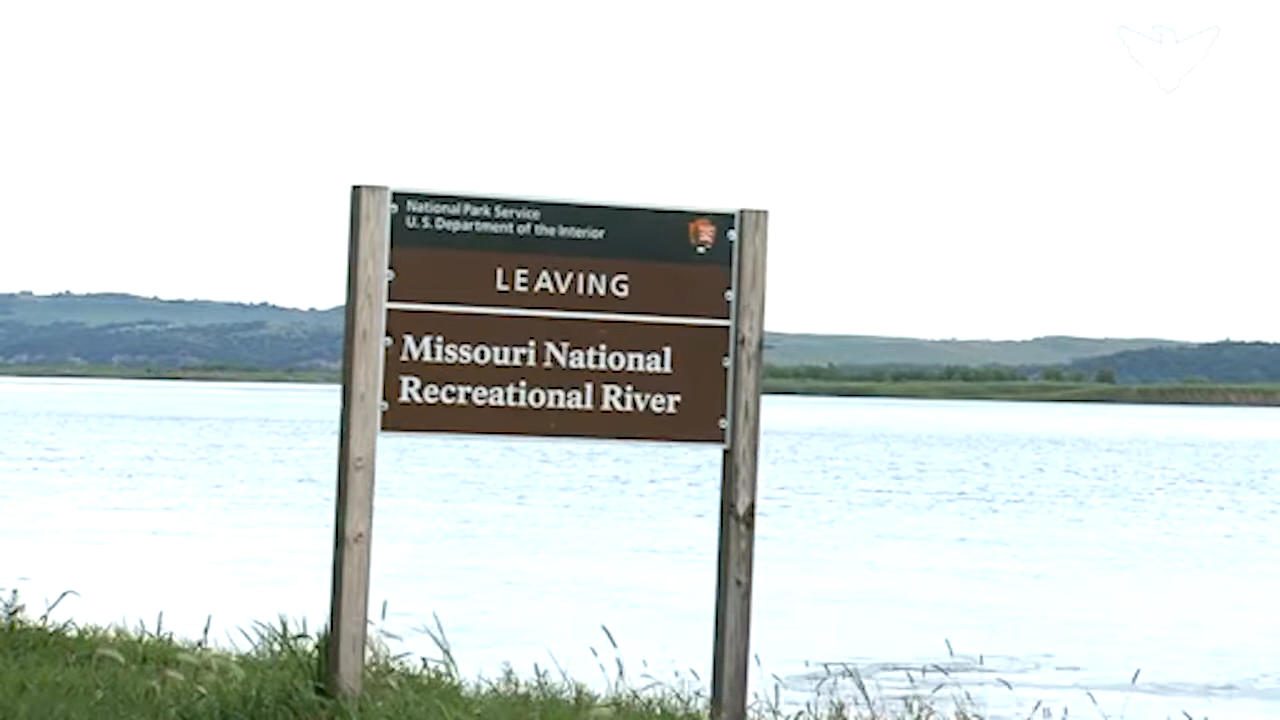 National Park Service
U.S. Department of the Interior
LEAVING
Missouri National
Recreational River